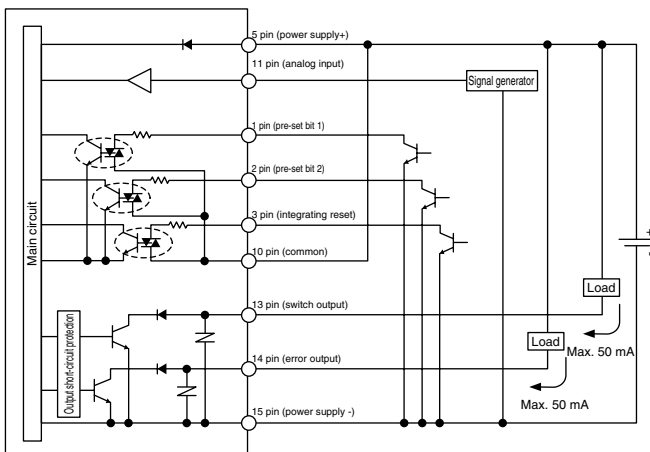 5 pin (power supply+)
11 pin (analog input)
Signal generator
1 pin (pre-set bit 1)
2 pin (pre-set bit 2)
3 pin (integrating reset)
10 pin (common)
Main circuit
+
-
13 pin (switch output)
Load
Output short-circuit protection
Load
Max. 50 mA
14 pin (error output)
Max. 50 mA
15 pin (power supply -)